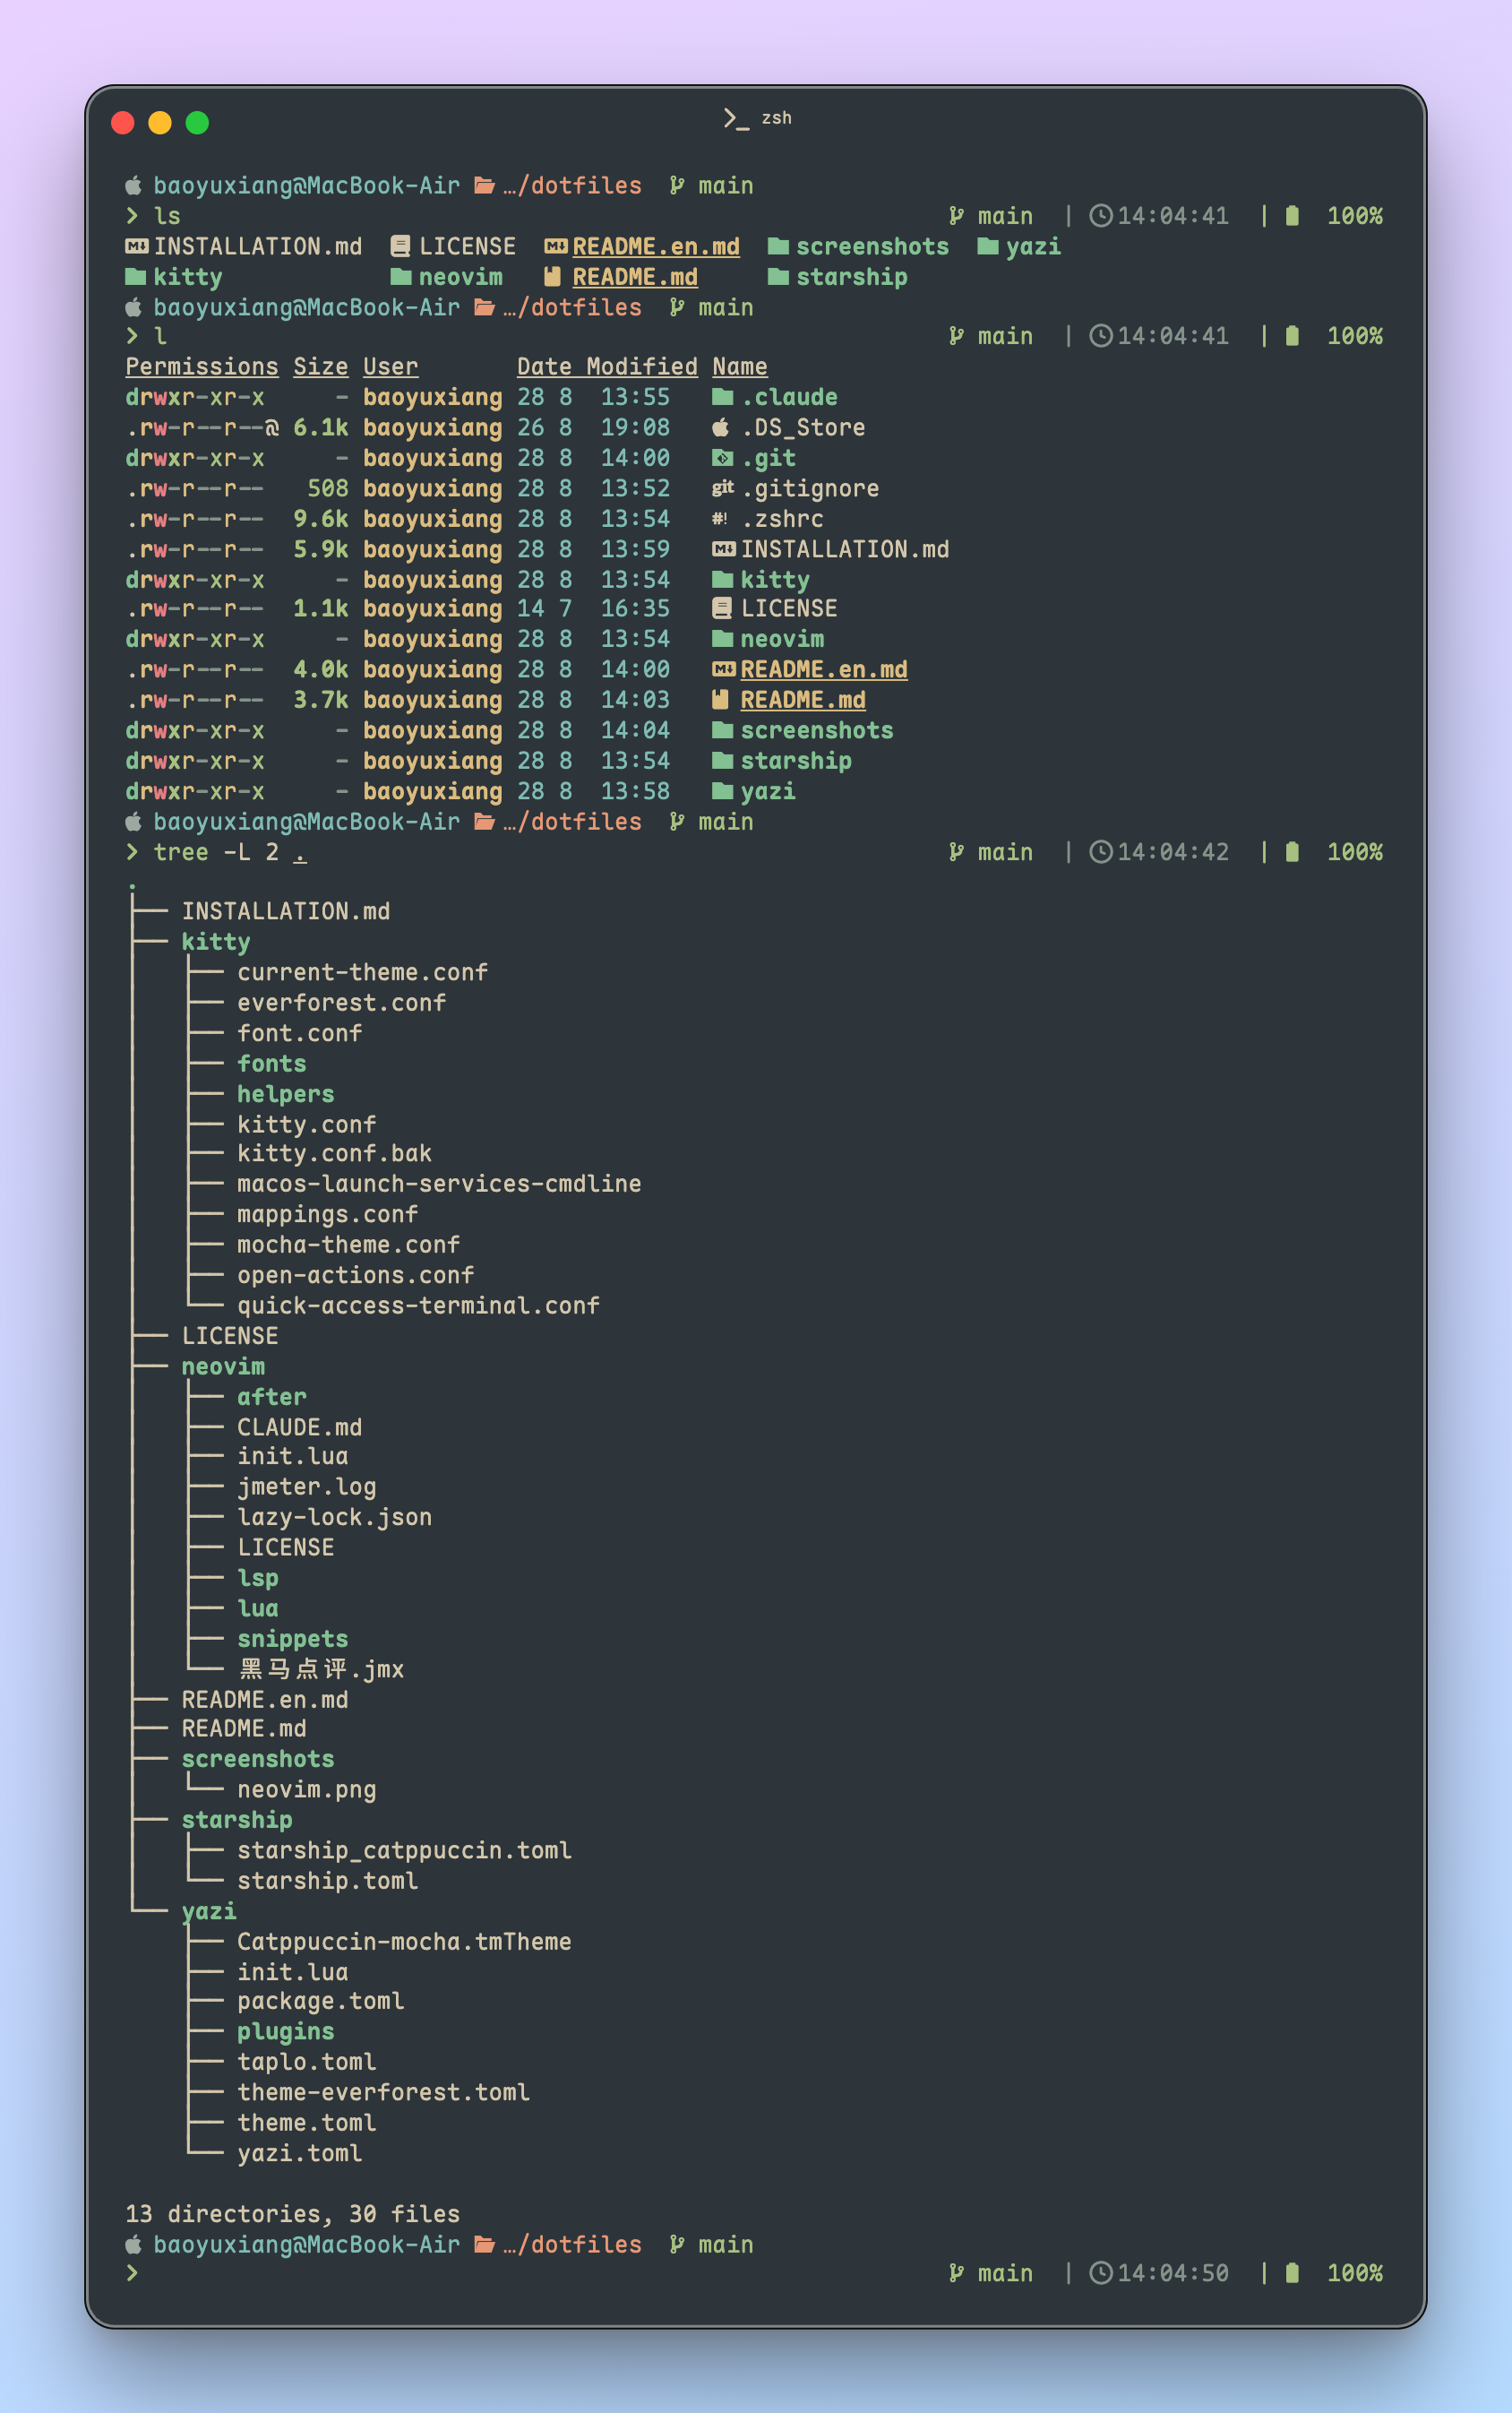 zsh
baoyuxiang@MacBook-Air …/dotfiles main
❯ ls main | 14:04:41 | 100%
INSTALLATION.md LICENSE README.en.md screenshots yazi
kitty neovim README.md starship
baoyuxiang@MacBook-Air …/dotfiles main
❯ l main | 14:04:41 | 100%
Permissions Size User Date Modified Name
drwxr-xr-x - baoyuxiang 28 8 13:55 .claude
.rw-r--r--@ 6.1k baoyuxiang 26 8 19:08 .DS_Store
drwxr-xr-x - baoyuxiang 28 8 14:00 .git
.rw-r--r-- 508 baoyuxiang 28 8 13:52 .gitignore
.rw-r--r-- 9.6k baoyuxiang 28 8 13:54 .zshrc
.rw-r--r-- 5.9k baoyuxiang 28 8 13:59 INSTALLATION.md
drwxr-xr-x - baoyuxiang 28 8 13:54 kitty
.rw-r--r-- 1.1k baoyuxiang 14 7 16:35 LICENSE
drwxr-xr-x - baoyuxiang 28 8 13:54 neovim
.rw-r--r-- 4.0k baoyuxiang 28 8 14:00 README.en.md
.rw-r--r-- 3.7k baoyuxiang 28 8 14:03 README.md
drwxr-xr-x - baoyuxiang 28 8 14:04 screenshots
drwxr-xr-x - baoyuxiang 28 8 13:54 starship
drwxr-xr-x - baoyuxiang 28 8 13:58 yazi
baoyuxiang@MacBook-Air …/dotfiles main
❯ tree -L 2 . main | 14:04:42 | 100%
.
├── INSTALLATION.md
├── kitty
│   ├── current-theme.conf
│   ├── everforest.conf
│   ├── font.conf
│   ├── fonts
│   ├── helpers
│   ├── kitty.conf
│   ├── kitty.conf.bak
│   ├── macos-launch-services-cmdline
│   ├── mappings.conf
│   ├── mocha-theme.conf
│   ├── open-actions.conf
│   └── quick-access-terminal.conf
├── LICENSE
├── neovim
│   ├── after
│   ├── CLAUDE.md
│   ├── init.lua
│   ├── jmeter.log
│   ├── lazy-lock.json
│   ├── LICENSE
│   ├── lsp
│   ├── lua
│   ├── snippets
│   └── 黑马点评.jmx
├── README.en.md
├── README.md
├── screenshots
│   └── neovim.png
├── starship
│   ├── starship_catppuccin.toml
│   └── starship.toml
└── yazi
    ├── Catppuccin-mocha.tmTheme
    ├── init.lua
    ├── package.toml
    ├── plugins
    ├── taplo.toml
    ├── theme-everforest.toml
    ├── theme.toml
    └── yazi.toml
13 directories, 30 files
baoyuxiang@MacBook-Air …/dotfiles main
❯ main | 14:04:50 | 100%